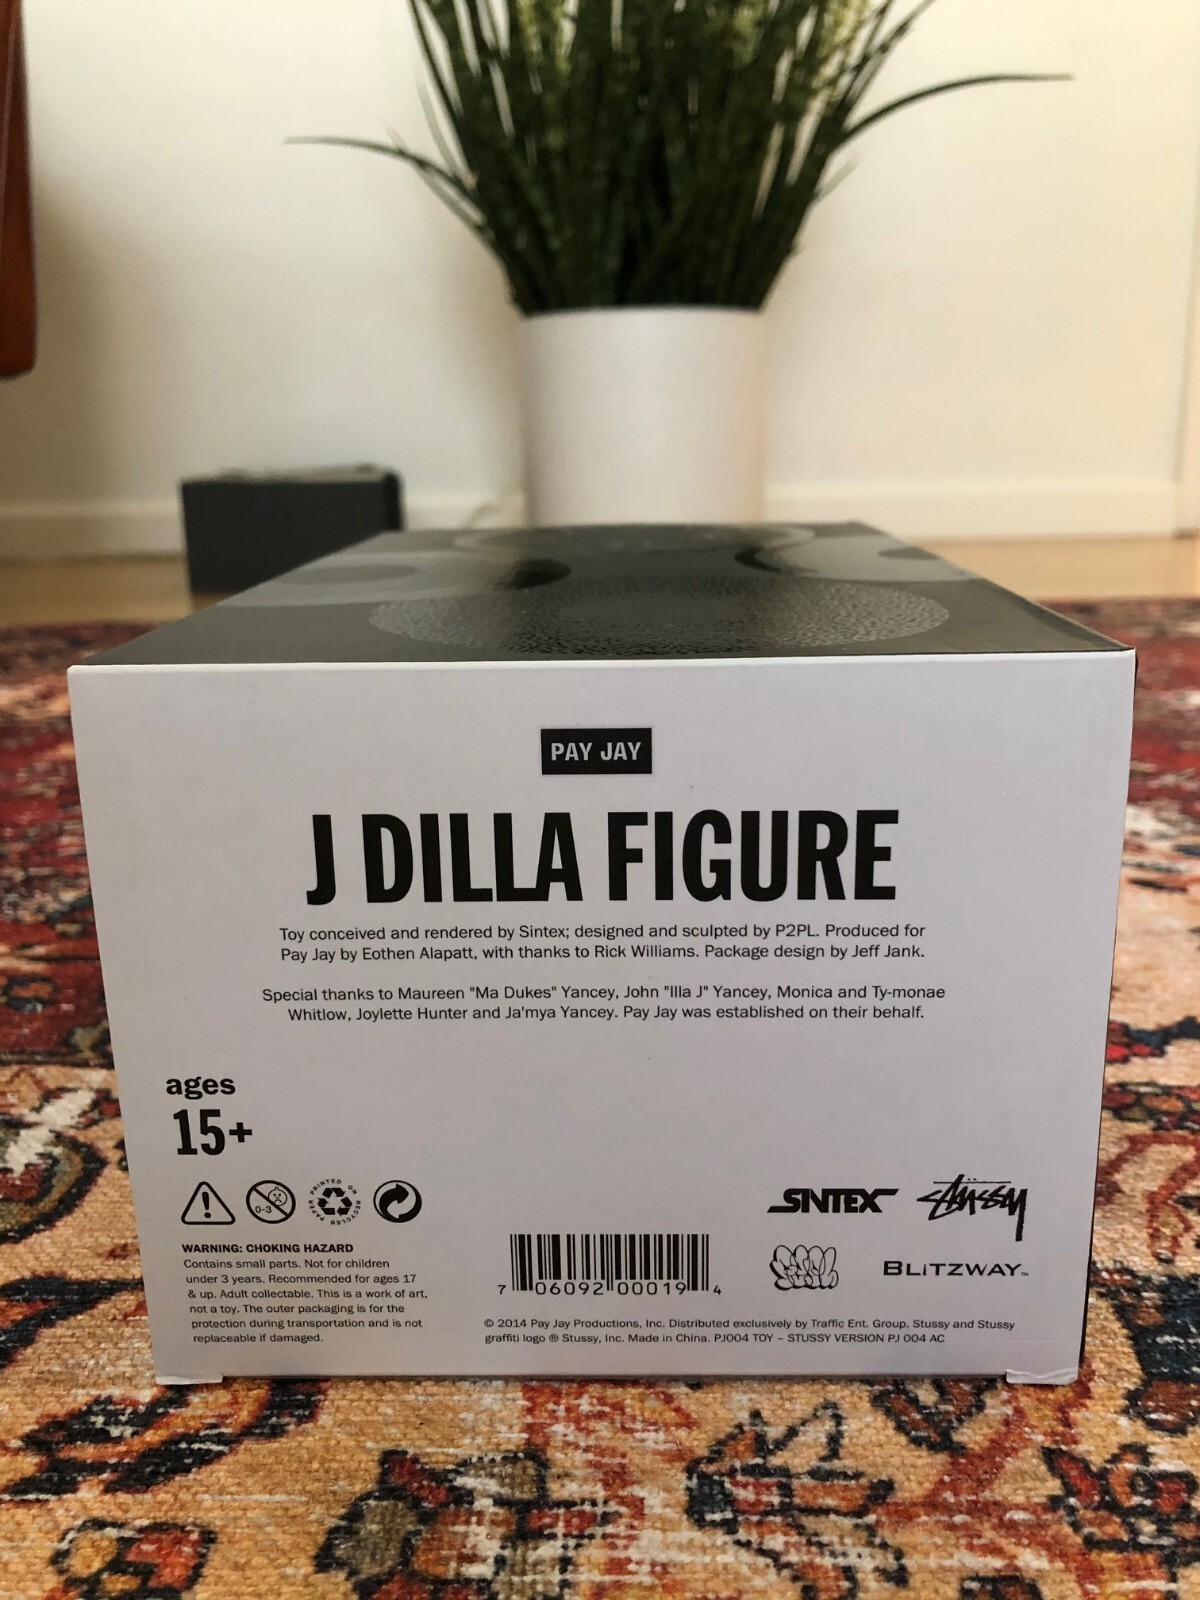 PAY JAY
J DILLA FIGURE
Toy conceived and rendered by Sintex; designed and sculpted by P2PL. Produced for
Pay Jay by Eothen Alapatt, with thanks to Rick Williams. Package design by Jeff Jank.
Special thanks to Maureen "Ma Dukes" Yancey, John "Illa J" Yancey, Monica and Ty-monae
Whitlow, Joylette Hunter and Ja'mya Yancey. Pay Jay was established on their behalf.
ages
15+
0-3
PRINTED ON
RECYCLED PAPER
WARNING: CHOKING HAZARD
Contains small parts. Not for children
under 3 years. Recommended for ages 17
& up. Adult collectable. This is a work of art,
not a toy. The outer packaging is for the
protection during transportation and is not
replaceable if damaged.
7 06092 00019 4
SINTEX
Stüssy
BLiTZWAY™
© 2014 Pay Jay Productions, Inc. Distributed exclusively by Traffic Ent. Group. Stussy and Stussy
graffiti logo ® Stussy, Inc. Made in China. PJ004 TOY – STUSSY VERSION PJ 004 AC